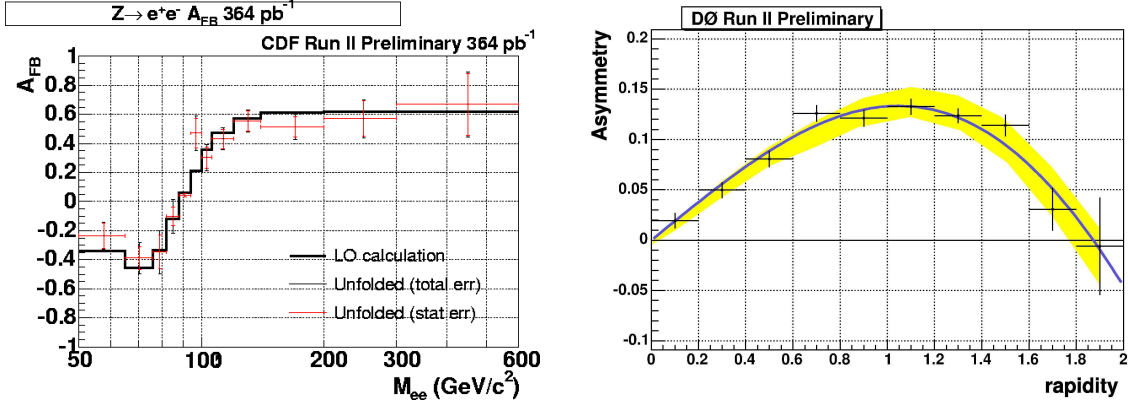 Z→ e⁺e⁻ A_FB 364 pb⁻¹
CDF Run II Preliminary 364 pb⁻¹
A_FB
1
0.8
0.6
0.4
0.2
0
-0.2
-0.4
-0.6
-0.8
-1
LO calculation
Unfolded (total err)
Unfolded (stat err)
50 100 200 300 400 600
M_ee (GeV/c²)
DØ Run II Preliminary
Asymmetry
0.2
0.15
0.1
0.05
0
-0.05
-0.1
0 0.2 0.4 0.6 0.8 1 1.2 1.4 1.6 1.8 2
rapidity